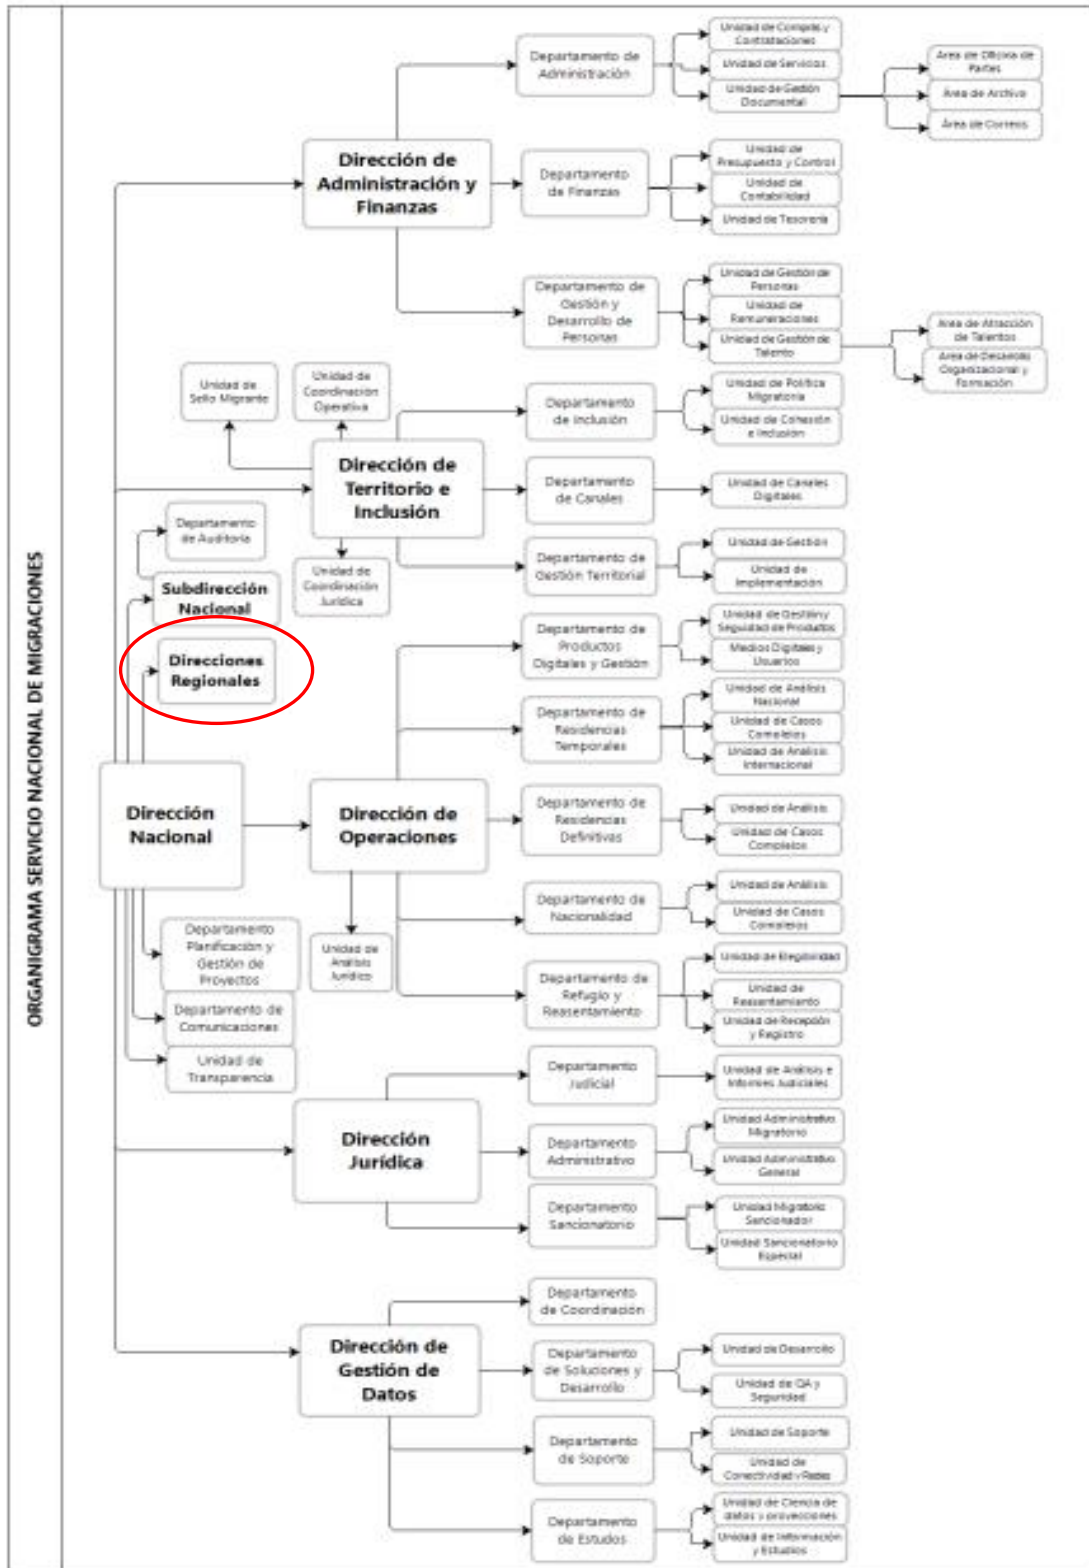 ORGANIGRAMA SERVICIO NACIONAL DE MIGRACIONES
Dirección
Nacional
Subdirección
Nacional
Departamento
de Auditoría
Direcciones
Regionales
Departamento
Planificación y
Gestión de
Proyectos
Departamento de
Comunicaciones
Unidad de
Transparencia
Dirección de
Administración y
Finanzas
Departamento de
Administración
Unidad de Compras y
Contrataciones
Unidad de Servicios
Unidad de Gestión
Documental
Area de Oficina de
Partes
Área de Archivo
Área de Correos
Departamento
de Finanzas
Unidad de
Presupuesto y Control
Unidad de
Contabilidad
Unidad de Tesorería
Departamento de
Gestión y
Desarrollo de
Personas
Unidad de Gestión de
Personas
Unidad de
Remuneraciones
Unidad de Gestión de
Talento
Area de Atracción
de Talentos
Area de Desarrollo
Organizacional y
Formación
Unidad de
Sello Migrante
Unidad de
Coordinación
Operativa
Dirección de
Territorio e
Inclusión
Unidad de
Coordinación
Jurídica
Departamento
de Inclusión
Unidad de Política
Migratoria
Unidad de Cohesión
e Inclusión
Departamento
de Canales
Unidad de Canales
Digitales
Departamento de
Gestión Territorial
Unidad de Gestión
Unidad de
Implementación
Dirección de
Operaciones
Unidad de
Análisis
Jurídico
Departamento de
Productos
Digitales y Gestión
Unidad de Gestión y
Seguridad de Productos
Medios Digitales y
Usuarios
Departamento de
Residencias
Temporales
Unidad de Análisis
Nacional
Unidad de Casos
Complejos
Unidad de Análisis
Internacional
Departamento de
Residencias
Definitivas
Unidad de Análisis
Unidad de Casos
Complejos
Departamento de
Nacionalidad
Unidad de Análisis
Unidad de Casos
Complejos
Departamento de
Refugio y
Reasentamiento
Unidad de Elegibilidad
Unidad de
Reasentamiento
Unidad de Recepción
y Registro
Dirección
Jurídica
Departamento
Judicial
Unidad de Análisis e
Informes Judiciales
Departamento
Administrativo
Unidad Administrativo
Migratorio
Unidad Administrativo
General
Departamento
Sancionatorio
Unidad Migratorio
Sancionador
Unidad Sancionatorio
Especial
Dirección de
Gestión de
Datos
Departamento
de Coordinación
Departamento
de Soluciones y
Desarrollo
Unidad de Desarrollo
Unidad de QA y
Seguridad
Departamento
de Soporte
Unidad de Soporte
Unidad de
Conectividad y Redes
Departamento
de Estudos
Unidad de Ciencia de
datos y proyecciones
Unidad de Información
y Estudios